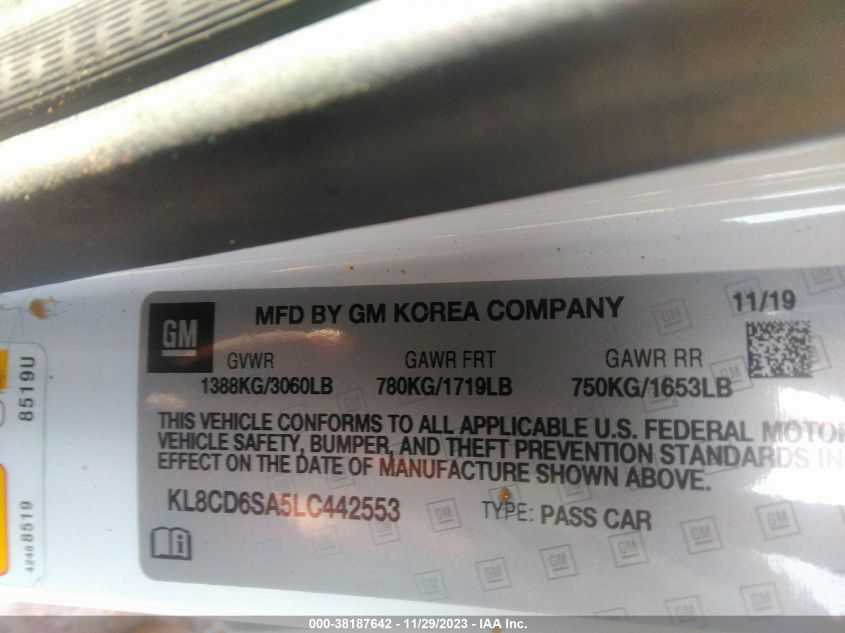 GM
MFD BY GM KOREA COMPANY
11/19
GVWR GAWR FRT GAWR RR
1388KG/3060LB 780KG/1719LB 750KG/1653LB
THIS VEHICLE CONFORMS TO ALL APPLICABLE U.S. FEDERAL MOTOR
VEHICLE SAFETY, BUMPER, AND THEFT PREVENTION STANDARDS IN
EFFECT ON THE DATE OF MANUFACTURE SHOWN ABOVE.
KL8CD6SA5LC442553 TYPE: PASS CAR
8519U
42488519
000-38187642 - 11/29/2023 - IAA Inc.